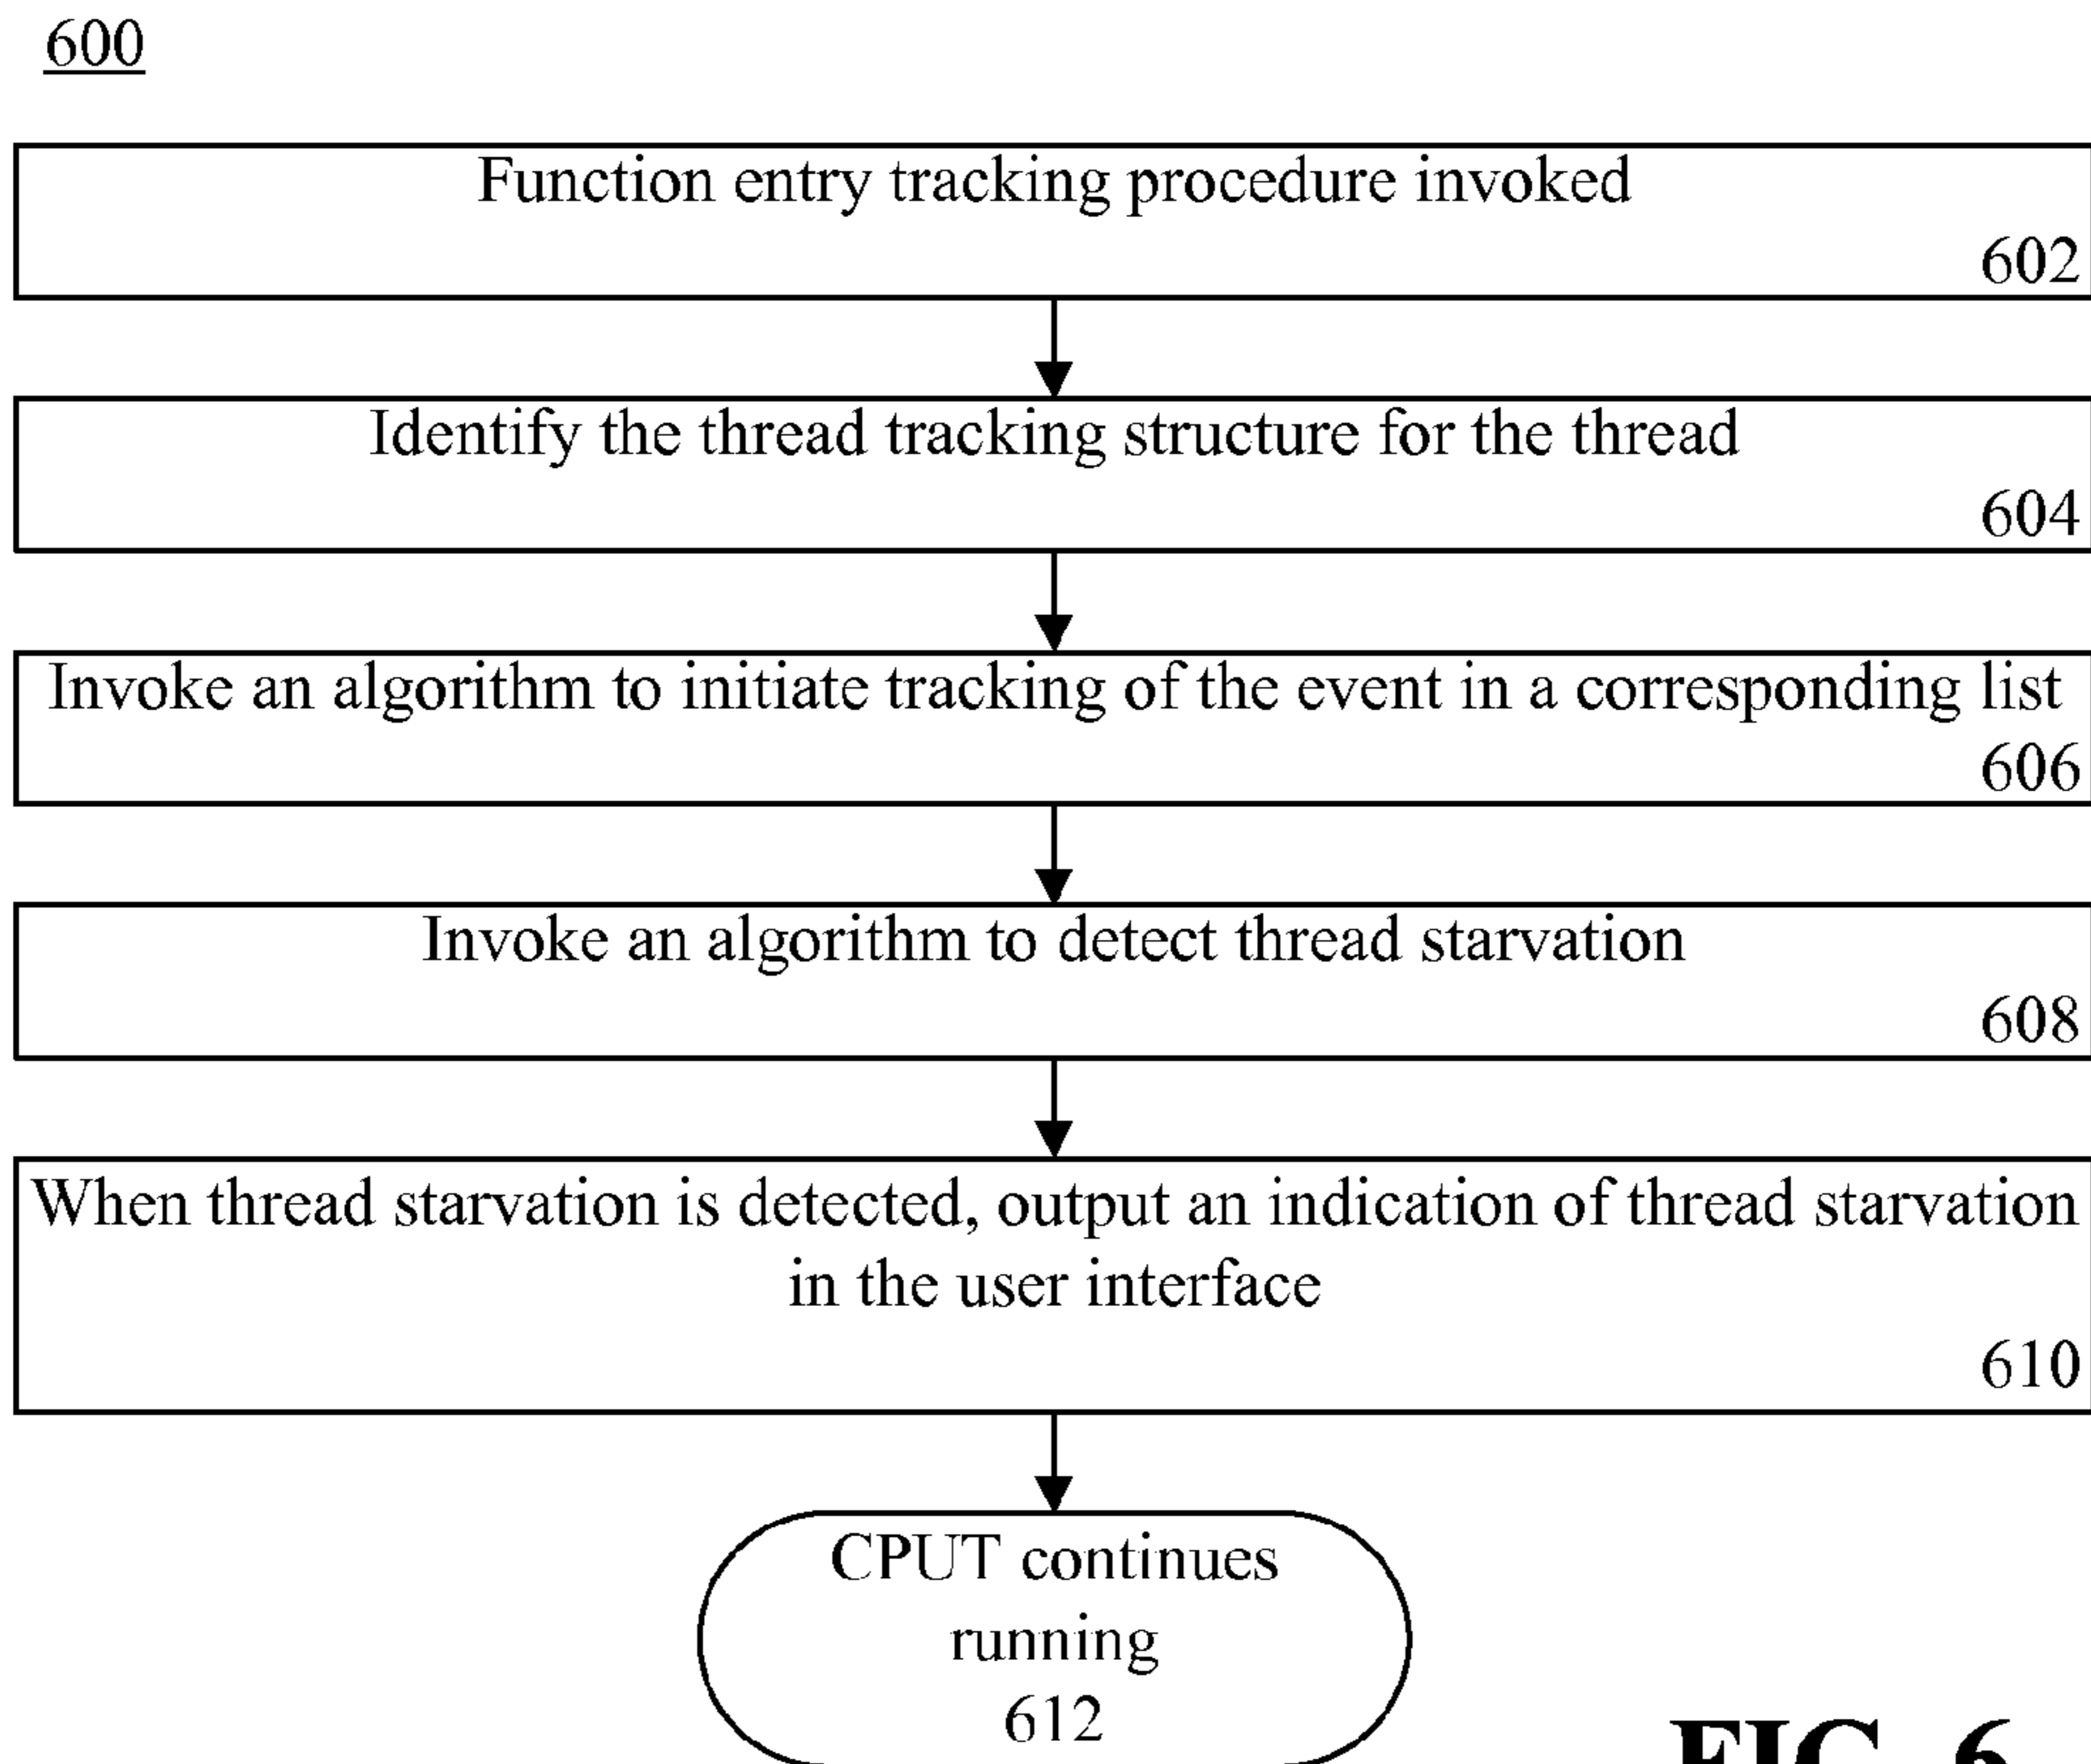 600
Function entry tracking procedure invoked
602
Identify the thread tracking structure for the thread
604
Invoke an algorithm to initiate tracking of the event in a corresponding list
606
Invoke an algorithm to detect thread starvation
608
When thread starvation is detected, output an indication of thread starvation
in the user interface
610
CPUT continues
running
612
FIG. 6